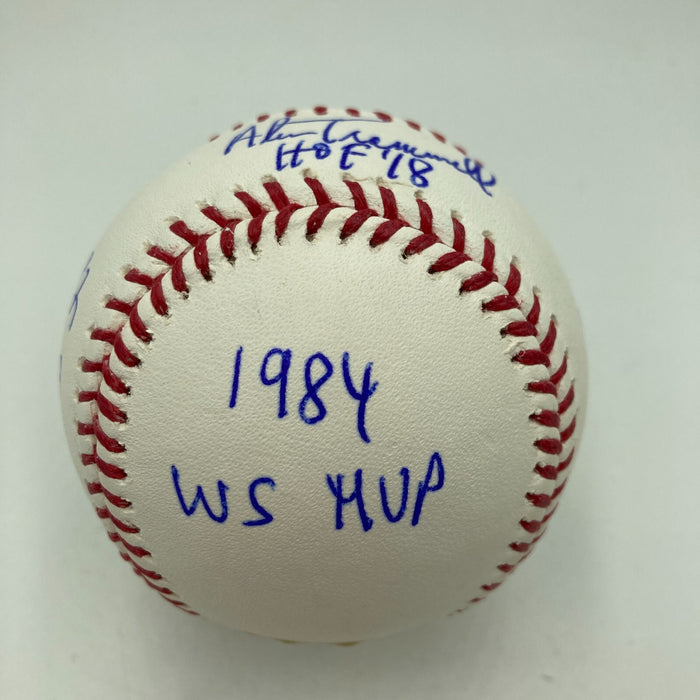 Alan Trammell
HOF '18
1984
WS MVP